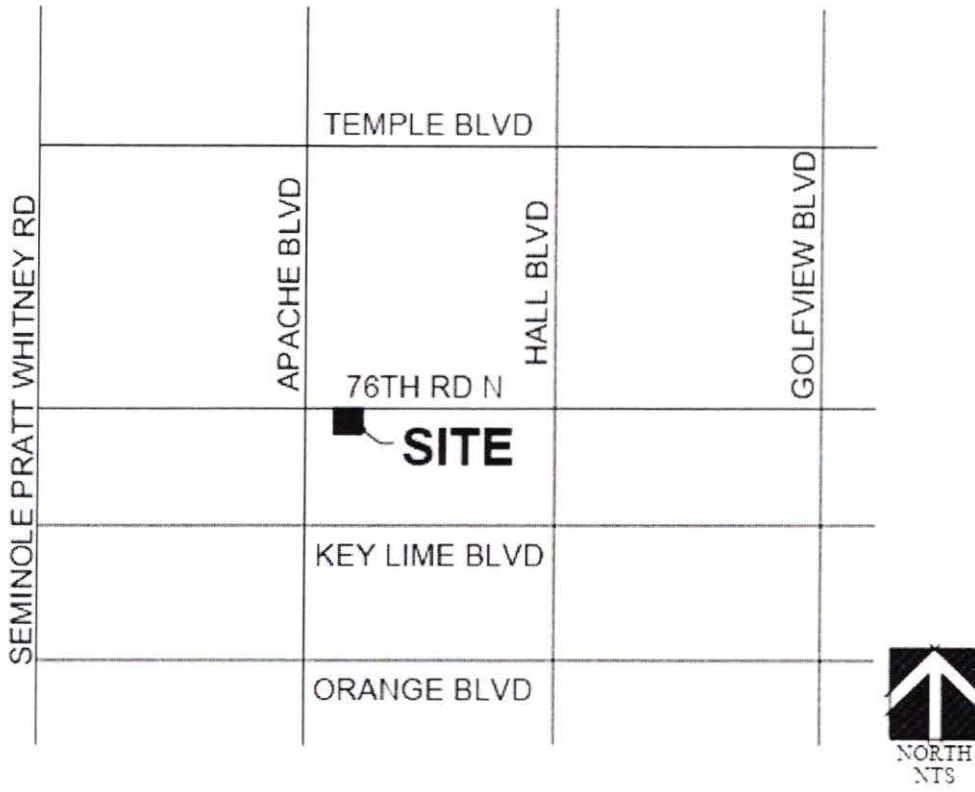 TEMPLE BLVD
SEMINOLE PRATT WHITNEY RD
APACHE BLVD
HALL BLVD
GOLFVIEW BLVD
76TH RD N
SITE
KEY LIME BLVD
ORANGE BLVD
NORTH
NTS